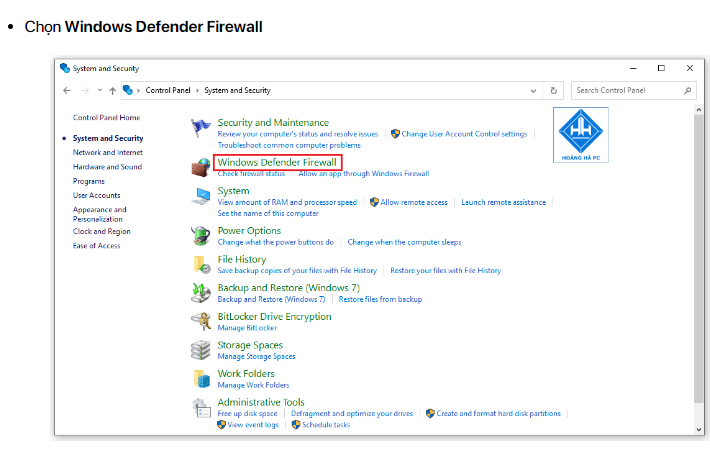 Chọn Windows Defender Firewall
System and Security
Control Panel > System and Security
Search Control Panel
Control Panel Home
System and Security
Network and Internet
Hardware and Sound
Programs
User Accounts
Appearance and
Personalization
Clock and Region
Ease of Access
Security and Maintenance
Review your computer's status and resolve issues
Change User Account Control settings
Troubleshoot common computer problems
Windows Defender Firewall
Check firewall status
Allow an app through Windows Firewall
System
View amount of RAM and processor speed
Allow remote access
Launch remote assistance
See the name of this computer
Power Options
Change what the power buttons do
Change when the computer sleeps
File History
Save backup copies of your files with File History
Restore your files with File History
Backup and Restore (Windows 7)
Backup and Restore (Windows 7)
Restore files from backup
BitLocker Drive Encryption
Manage BitLocker
Storage Spaces
Manage Storage Spaces
Work Folders
Manage Work Folders
Administrative Tools
Free up disk space
Defragment and optimize your drives
Create and format hard disk partitions
View event logs
Schedule tasks
HOÀNG HÀ PC